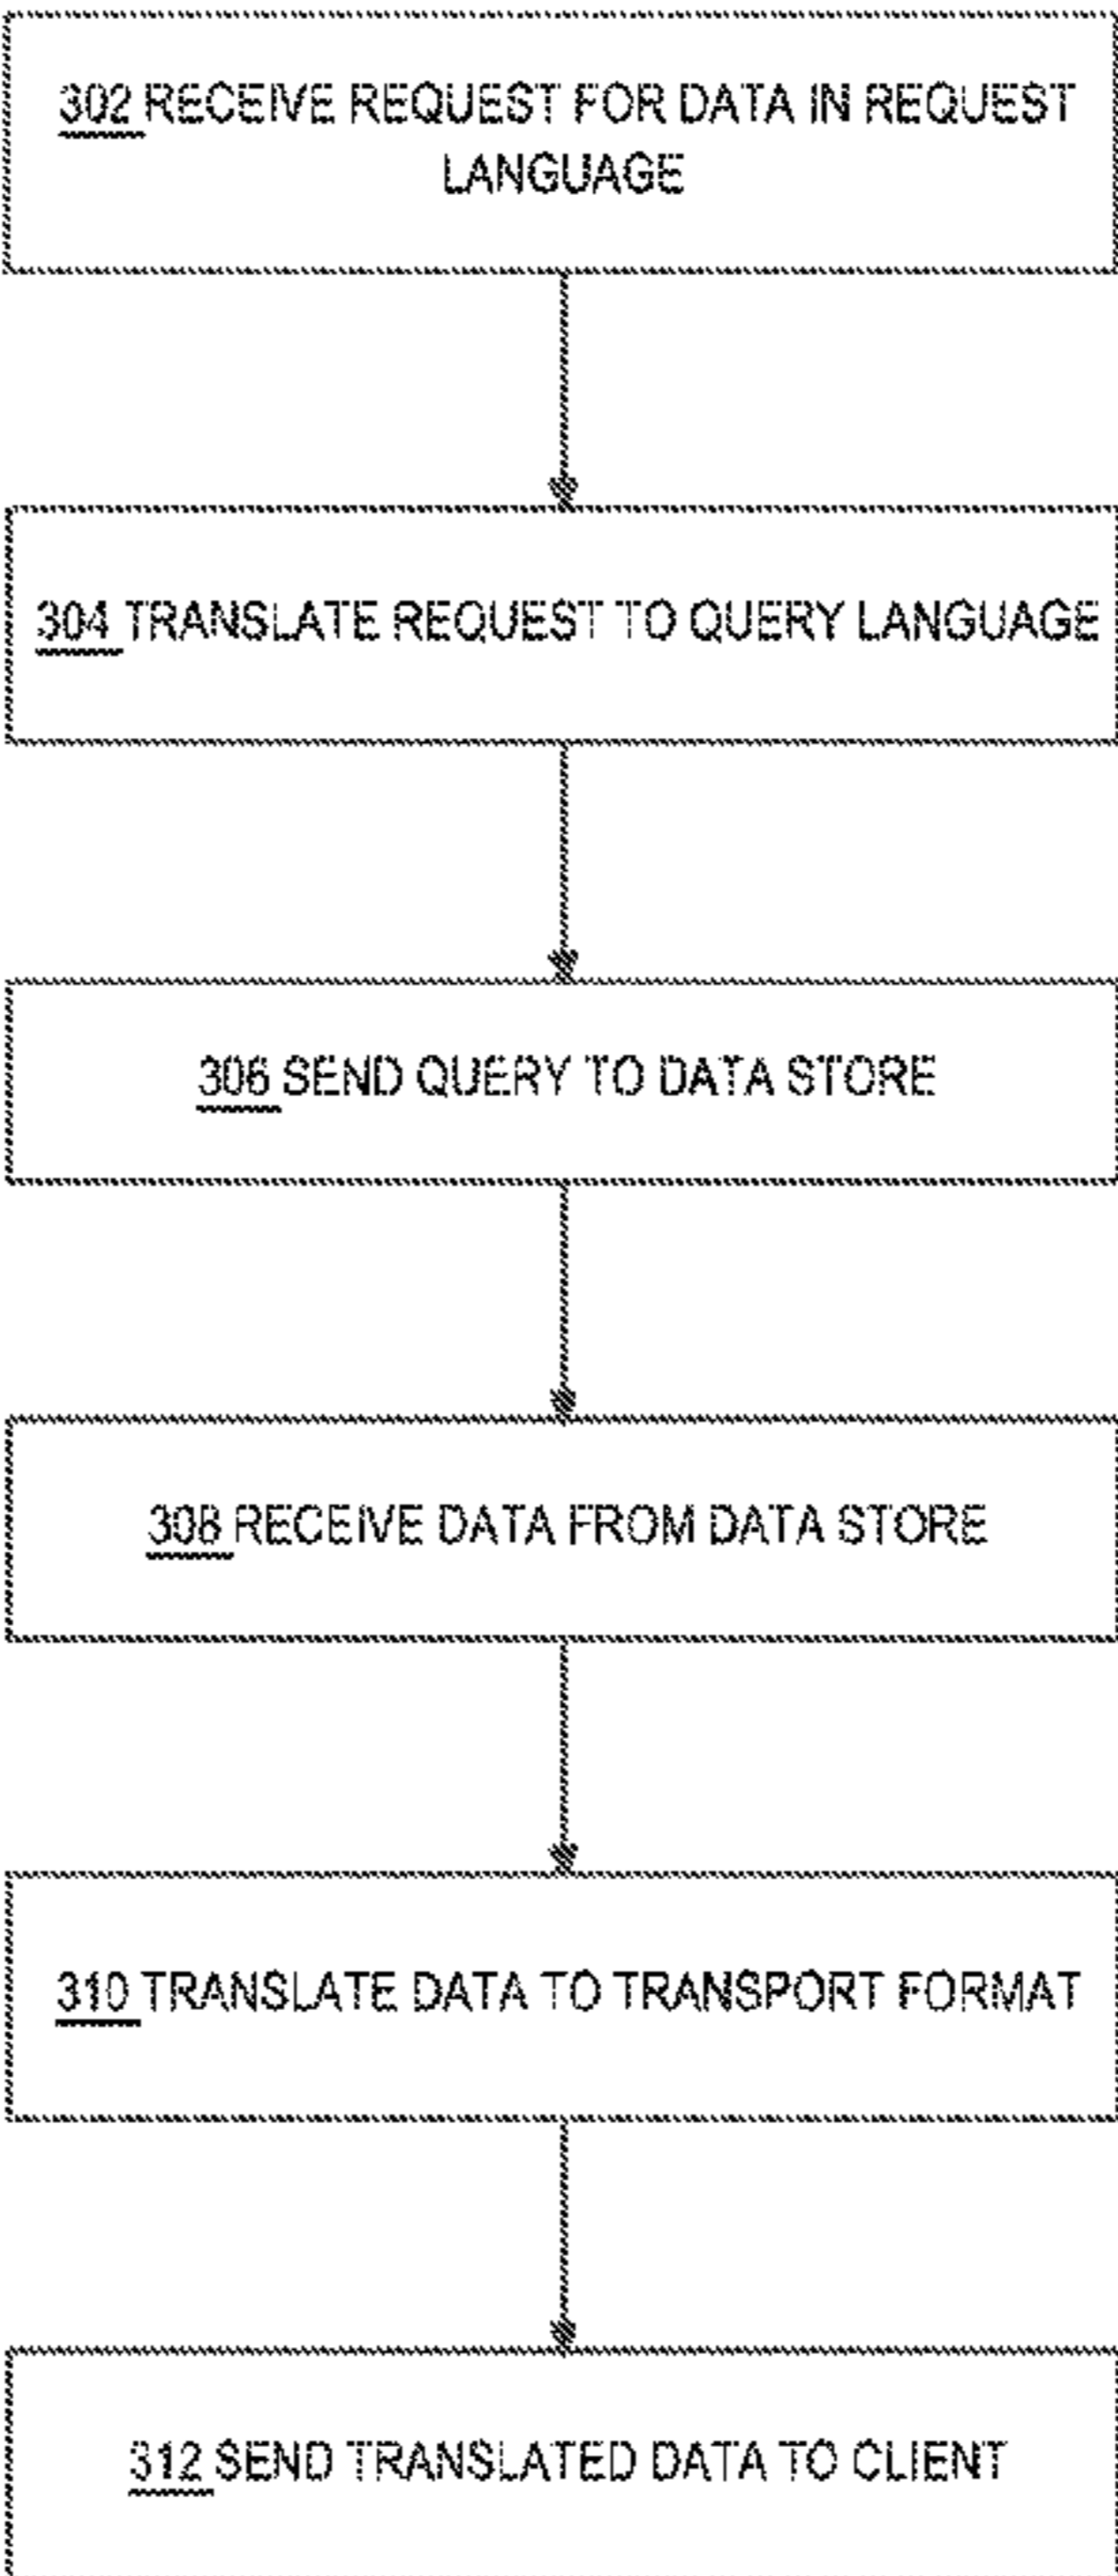 302 RECEIVE REQUEST FOR DATA IN REQUEST
LANGUAGE
304 TRANSLATE REQUEST TO QUERY LANGUAGE
306 SEND QUERY TO DATA STORE
308 RECEIVE DATA FROM DATA STORE
310 TRANSLATE DATA TO TRANSPORT FORMAT
312 SEND TRANSLATED DATA TO CLIENT